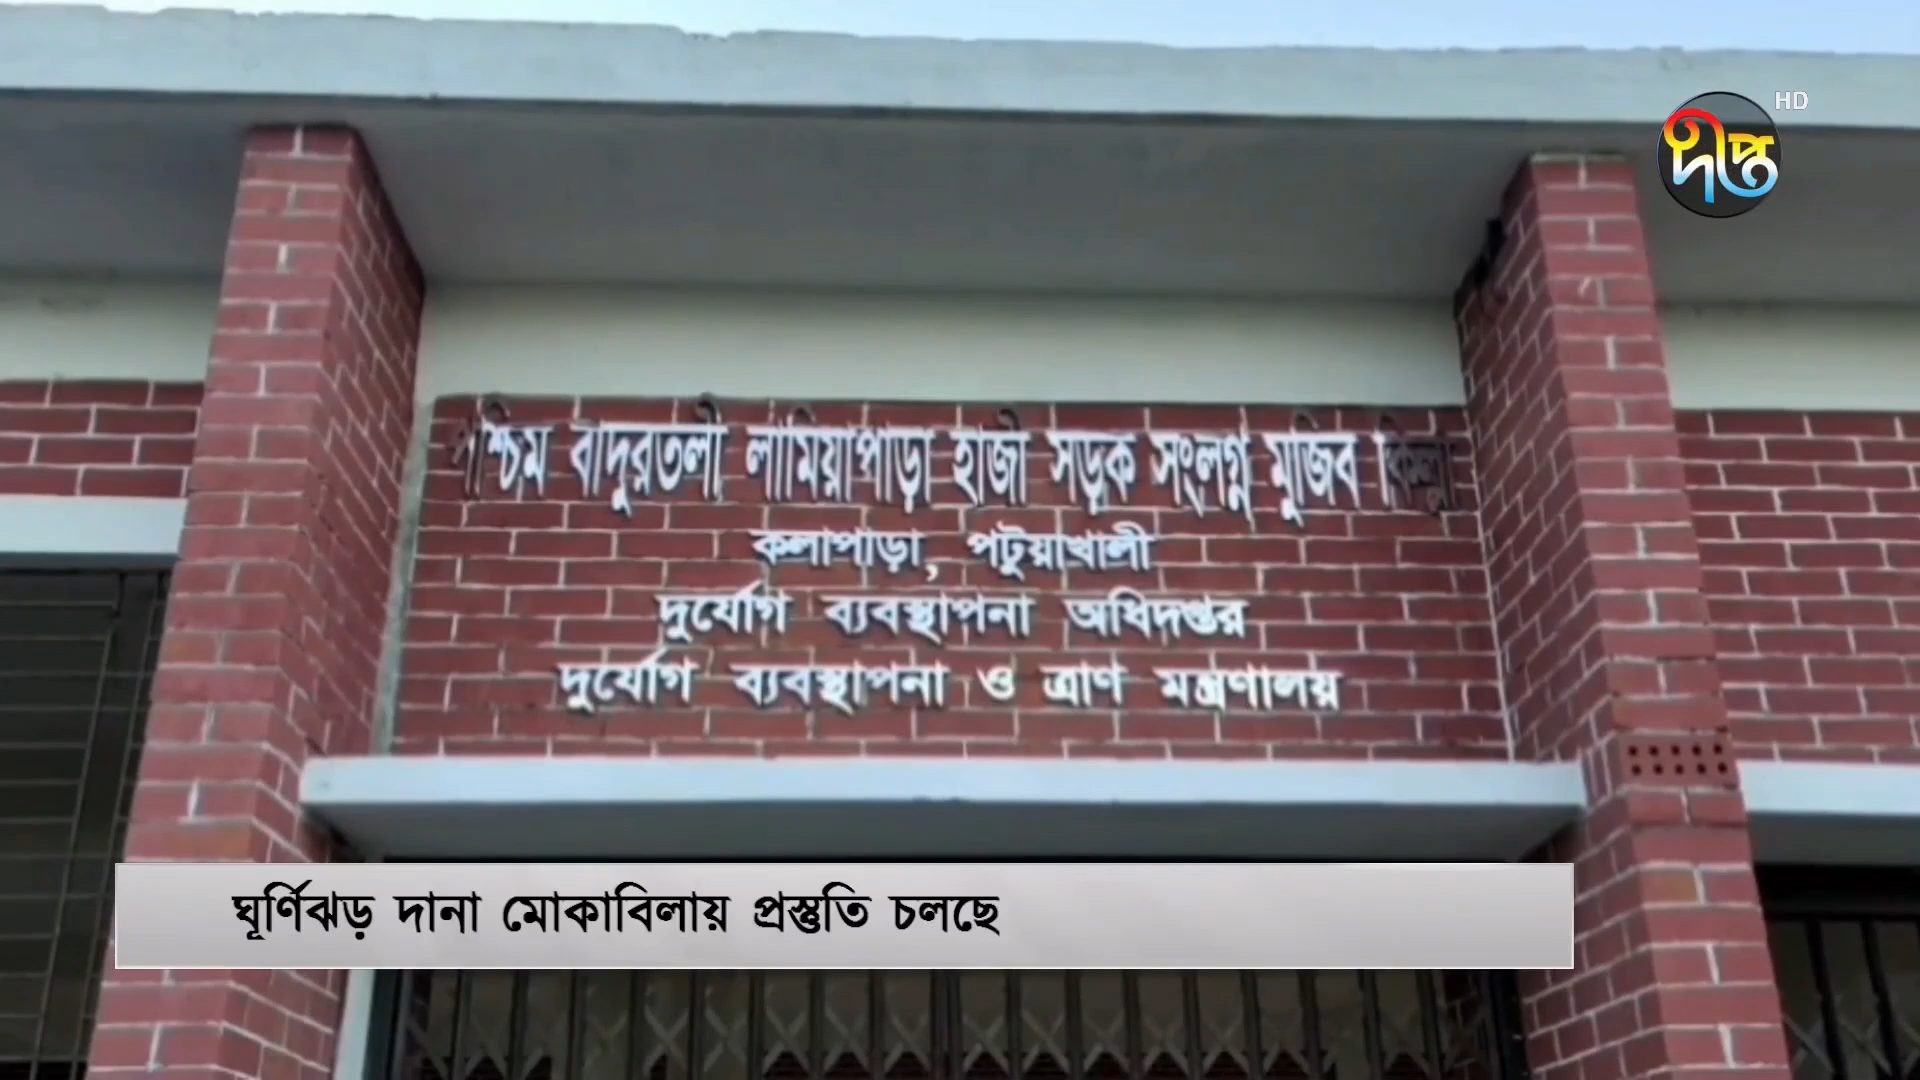 দীপ্ত HD
পশ্চিম বাদুরতলী লামিয়াপাড়া হাজী সড়ক সংলগ্ন মুজিব কিল্লা
কলাপাড়া, পটুয়াখালী
দুর্যোগ ব্যবস্থাপনা অধিদপ্তর
দুর্যোগ ব্যবস্থাপনা ও ত্রাণ মন্ত্রণালয়
ঘূর্ণিঝড় দানা মোকাবিলায় প্রস্তুতি চলছে